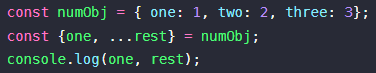 const numObj = { one: 1, two: 2, three: 3};
const {one, ...rest} = numObj;
console.log(one, rest);